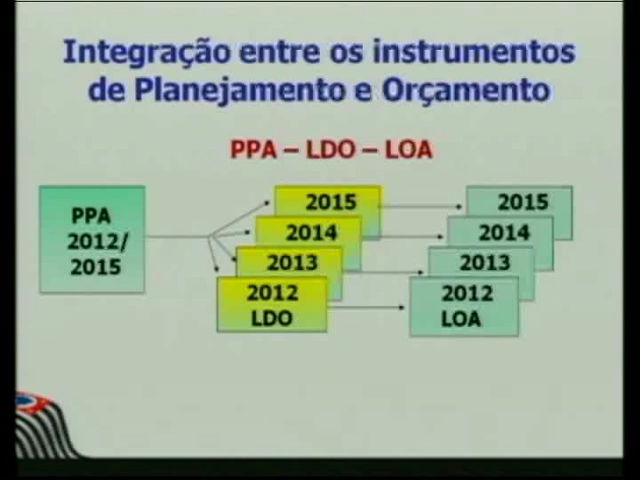 Integração entre os instrumentos
de Planejamento e Orçamento
PPA – LDO – LOA
PPA
2012/
2015
2015
2014
2013
2012
LDO
2015
2014
2013
2012
LOA